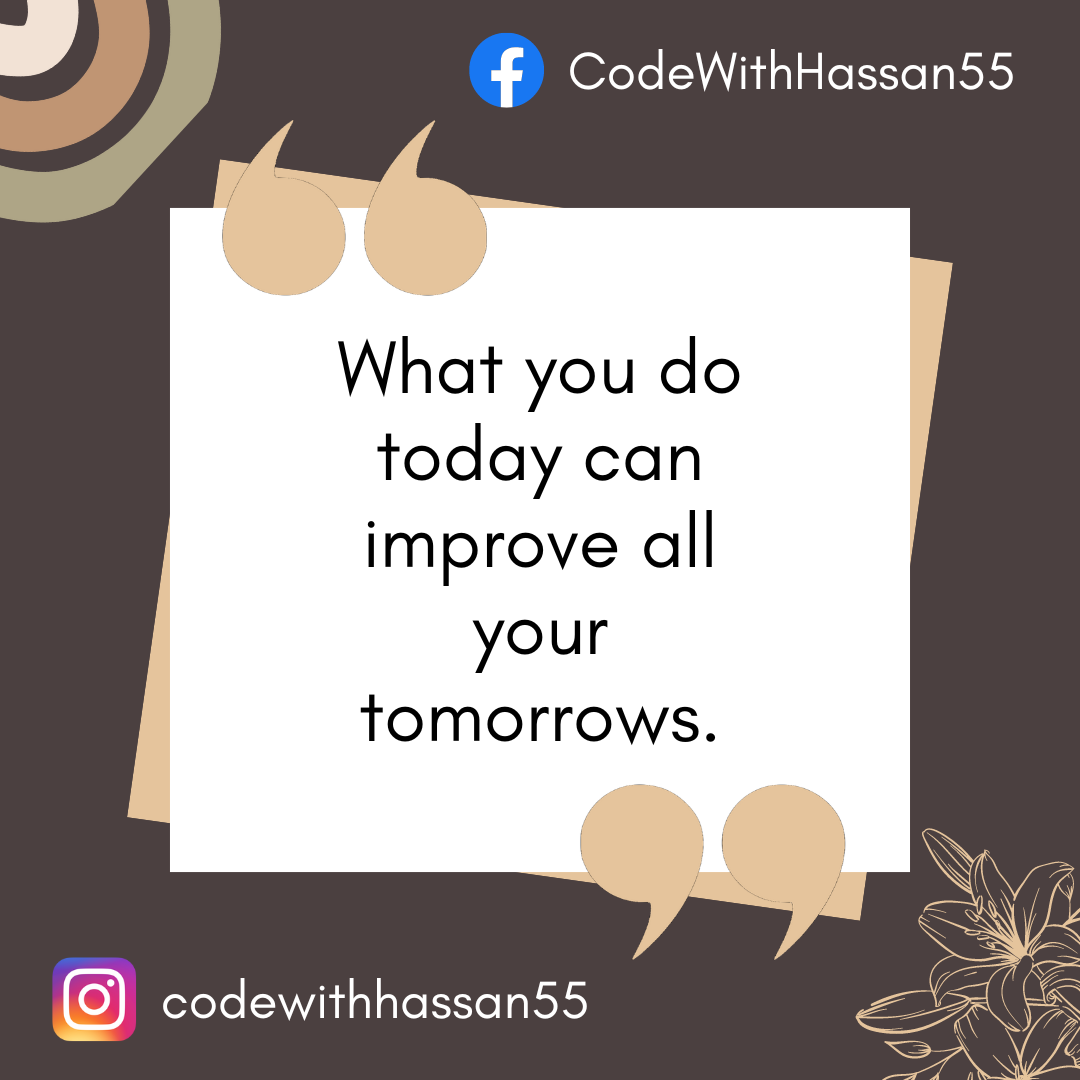 CodeWithHassan55
What you do
today can
improve all
your
tomorrows.
codewithhassan55